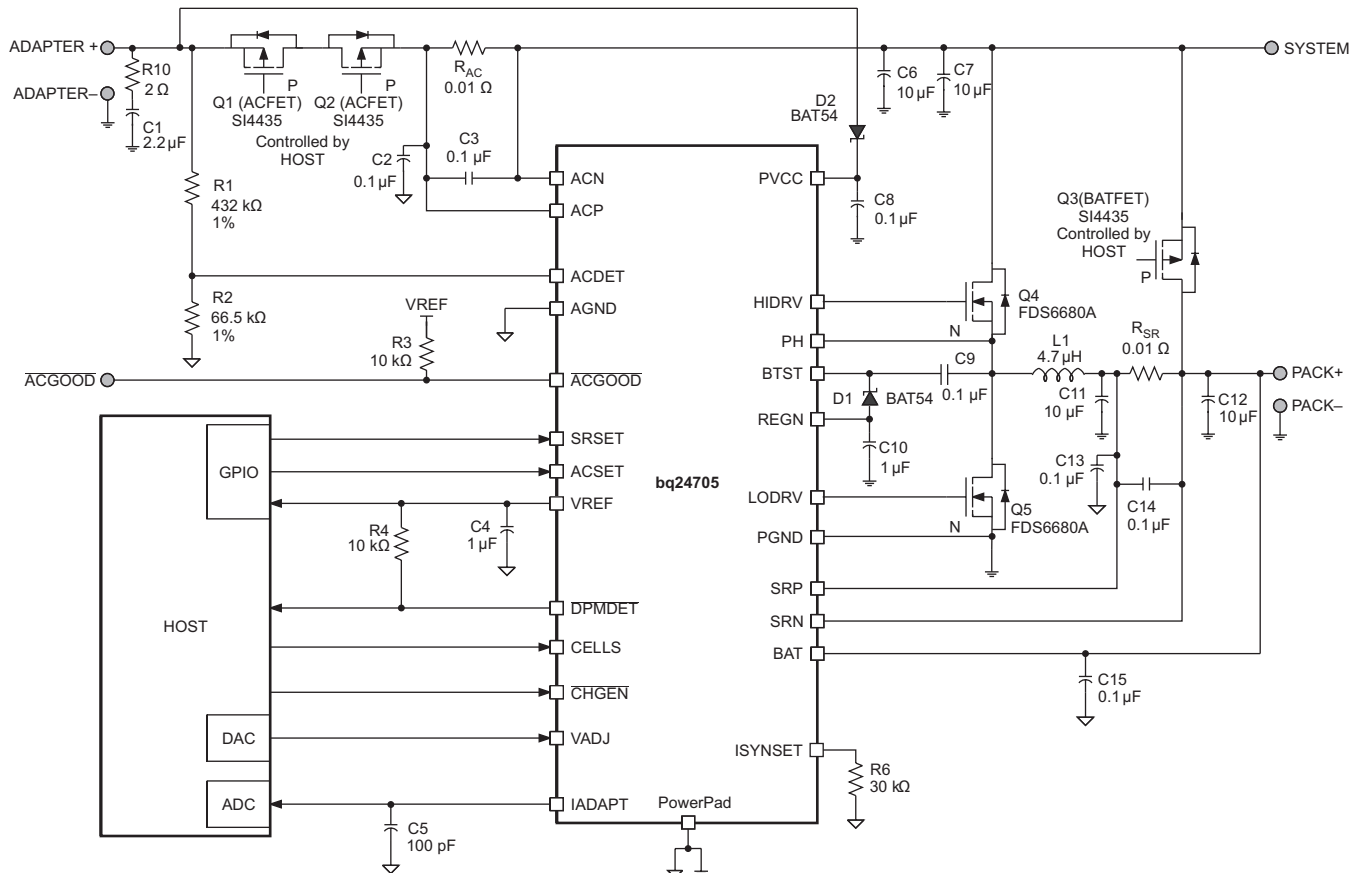 ADAPTER +
R10
2 Ω
ADAPTER–
C1
2.2 µF
P
Q1 (ACFET)
SI4435
P
Q2 (ACFET)
SI4435
Controlled by
HOST
RAC
0.01 Ω
C6
10 µF
C7
10 µF
SYSTEM
D2
BAT54
R1
432 kΩ
1%
C2
0.1 µF
C3
0.1 µF
ACN
ACP
PVCC
C8
0.1 µF
Q3(BATFET)
SI4435
Controlled by
HOST
P
R2
66.5 kΩ
1%
ACDET
AGND
VREF
R3
10 kΩ
HIDRV
N
Q4
FDS6680A
PH
ACGOOD
ACGOOD
BTST
C9
0.1 µF
L1
4.7 µH
RSR
0.01 Ω
PACK+
PACK–
D1
BAT54
REGN
C10
1 µF
C11
10 µF
C12
10 µF
C13
0.1 µF
C14
0.1 µF
HOST
GPIO
SRSET
ACSET
VREF
R4
10 kΩ
C4
1 µF
bq24705
LODRV
N
Q5
FDS6680A
PGND
DPMDET
SRP
SRN
CELLS
BAT
C15
0.1 µF
CHGEN
DAC
VADJ
ISYNSET
R6
30 kΩ
ADC
IADAPT
C5
100 pF
PowerPad